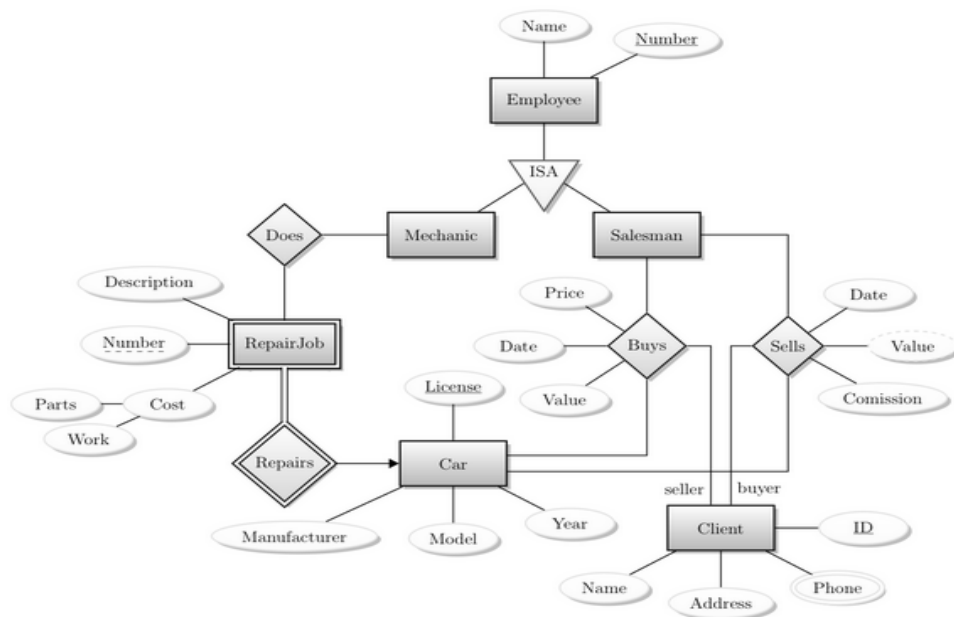 Name
Number
Employee
ISA
Does
Mechanic
Salesman
Description
Price
Date
Number
RepairJob
Date
Buys
Sells
Value
License
Value
Comission
Parts
Cost
Work
Repairs
Car
seller
buyer
Manufacturer
Model
Year
Client
ID
Name
Address
Phone